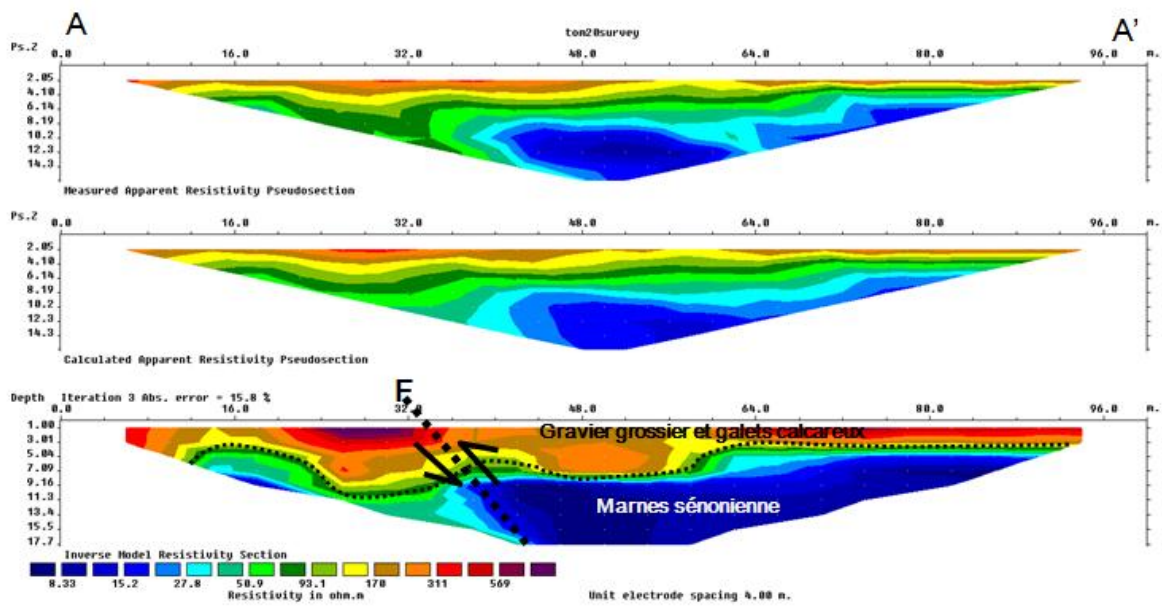 A A'
tom20survey
Ps.Z 0.0 16.0 32.0 48.0 64.0 80.0 96.0 m.
2.05
4.10
6.14
8.19
10.2
12.3
14.3
Measured Apparent Resistivity Pseudosection
Ps.Z 0.0 16.0 32.0 48.0 64.0 80.0 96.0 m.
2.05
4.10
6.14
8.19
10.2
12.3
14.3
Calculated Apparent Resistivity Pseudosection
Depth Iteration 3 Abs. error = 15.8 % F
0.0 16.0 32.0 48.0 64.0 80.0 96.0 m.
1.00
3.01
5.04
7.09
9.16
11.3
13.4
15.5
17.7
Gravier grossier et galets calcareux
Marnes sénonienne
Inverse Model Resistivity Section
8.33 15.2 27.8 50.9 93.1 170 311 569
Resistivity in ohm.m Unit electrode spacing 4.00 m.